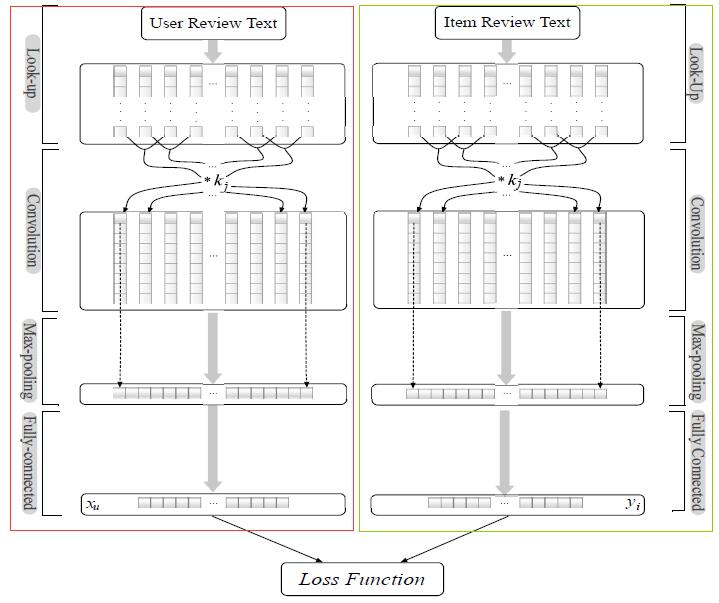 User Review Text
Look-up
...
* k_j
...
Convolution
...
Max-pooling
...
Fully-connected
x_u
...
Item Review Text
Look-Up
...
* k_j
...
Convolution
...
Max-pooling
...
Fully Connected
...
y_i
Loss Function